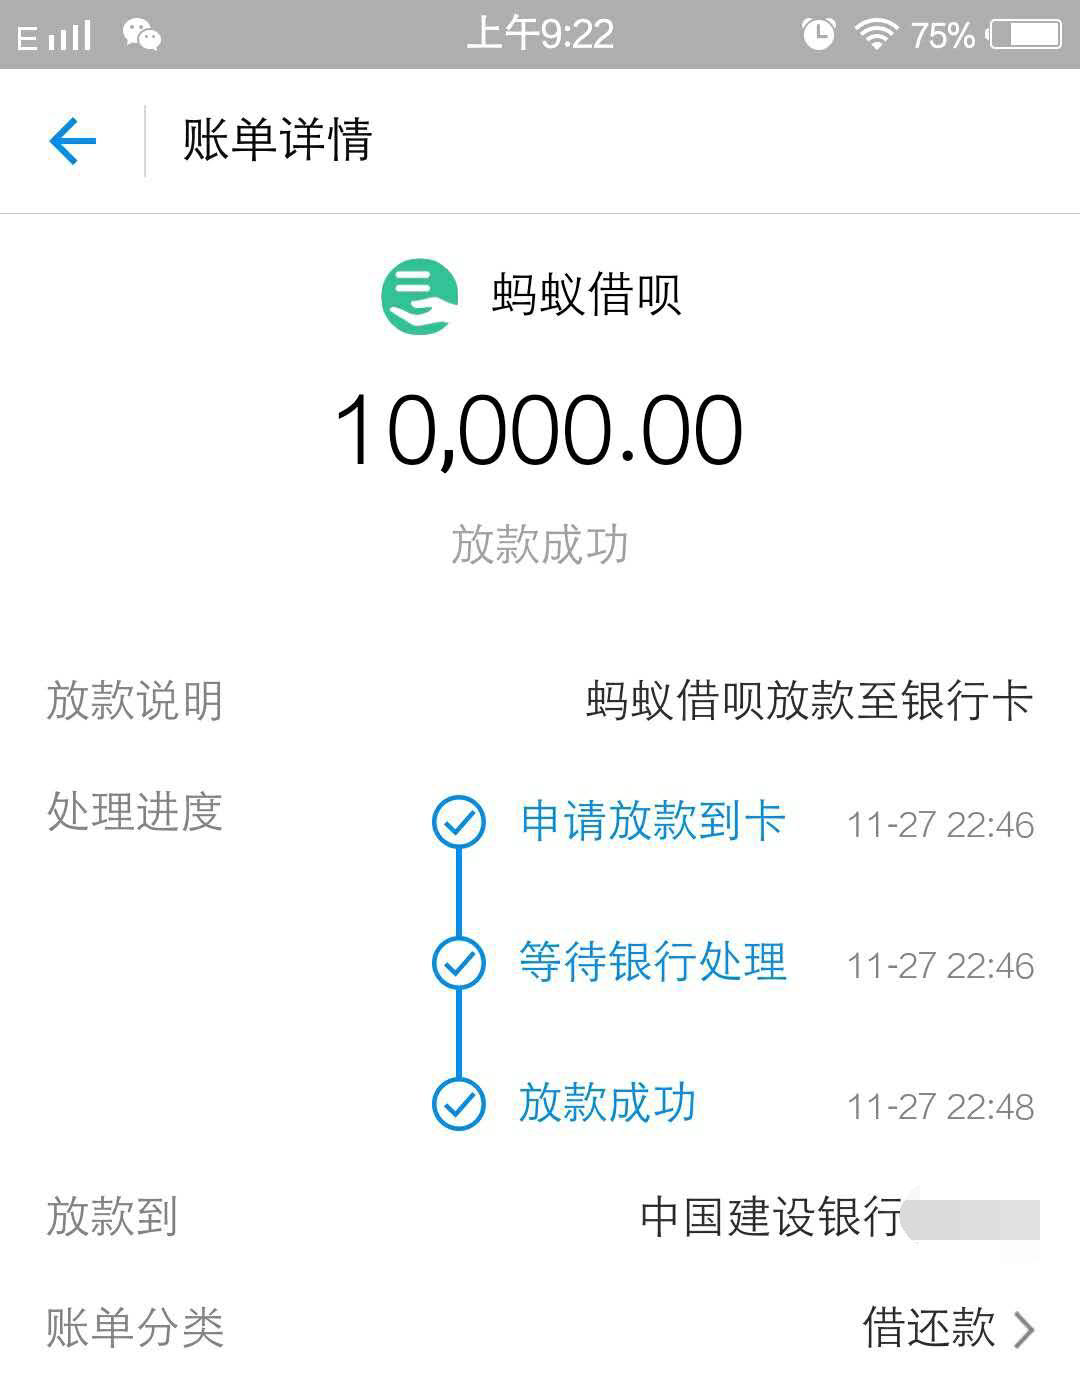 上午9:22
75%
账单详情
蚂蚁借呗
10,000.00
放款成功
放款说明 蚂蚁借呗放款至银行卡
处理进度 申请放款到卡 11-27 22:46
等待银行处理 11-27 22:46
放款成功 11-27 22:48
放款到 中国建设银行
账单分类 借还款